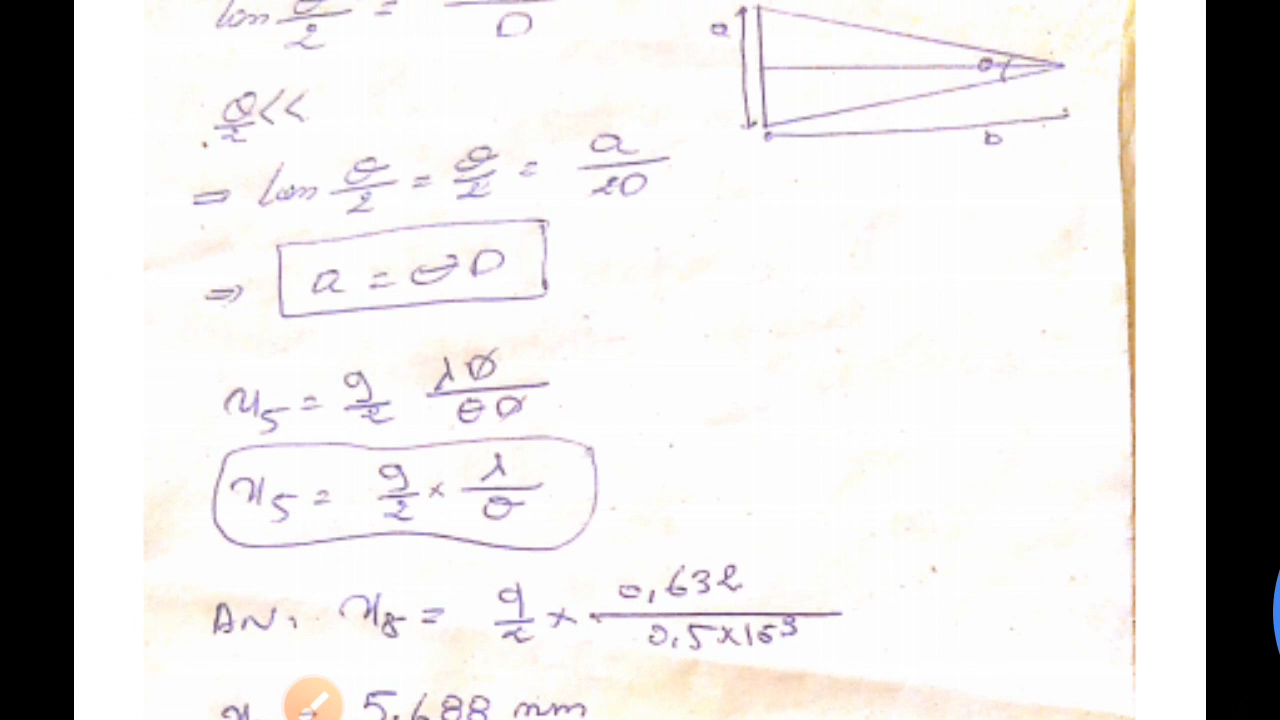 tan θ/2 = /D
a
θ/2 <<
θ
D
⇒ tan θ/2 = θ/2 = a/2D
⇒ a = θD
x5 = 9/2 λD/θD
x5 = 9/2 × λ/θ
AN: x5 = 9/2 × 0,632/0,5×10^-3
= 5,688 mm